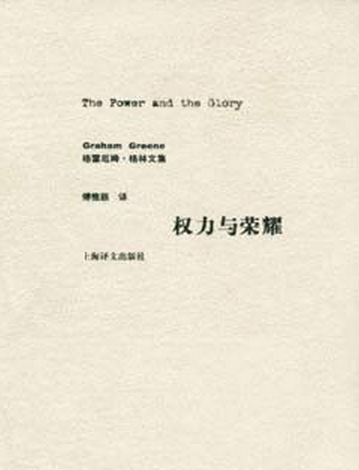 The Power and the Glory
Graham Greene
格雷厄姆·格林文集
傅惟慈 译
权力与荣耀
上海译文出版社